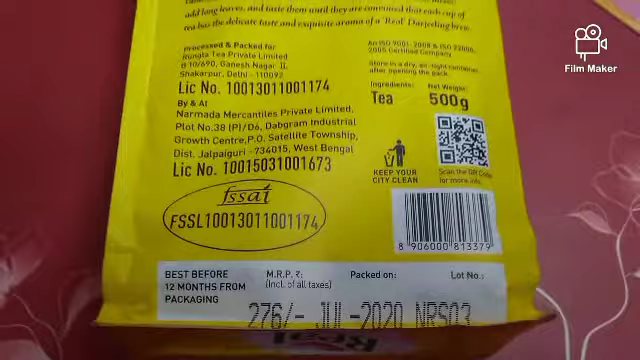 add long leaves, and taste them until they are convinced that each cup of
tea has the delicate taste and exquisite aroma of a 'Real' Darjeeling brew.
Processed & Packed for
Rungta Tea Private Limited
B 10/690, Ganesh Nagar II,
Shakarpur, Delhi - 110092
Lic No. 10013011001174
By & At
Narmada Mercantiles Private Limited,
Plot No.38 (P)/D6, Dabgram Industrial
Growth Centre,P.O. Satellite Township,
Dist. Jalpaiguri - 734015, West Bengal
Lic No. 10015031001673
fssai
FSSL10013011001174
An ISO 9001-2008 & ISO 22000,
2005 Certified Company
Store in a dry, air-tight container
after opening the pack.
Ingredients:
Tea
Net Weight:
500g
KEEP YOUR
CITY CLEAN
Scan the QR Code
for more info.
8 906000 813379
BEST BEFORE
12 MONTHS FROM
PACKAGING
M.R.P. ₹:
(Incl. of all taxes)
Packed on:
Lot No.:
276/- JUL-2020 NRS03
Real
Film Maker